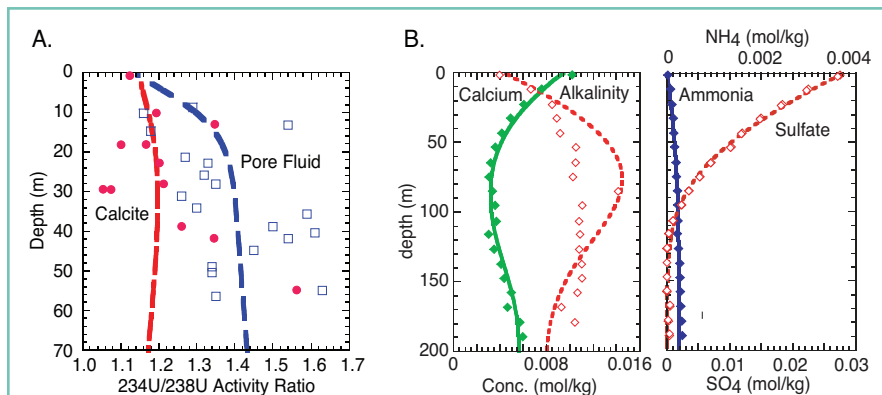 A.
0
10
20
30
40
50
60
70
Depth (m)
Pore Fluid
Calcite
1.0 1.1 1.2 1.3 1.4 1.5 1.6 1.7
234U/238U Activity Ratio
B.
0
50
100
150
200
depth (m)
Calcium Alkalinity
0 0.008 0.016
Conc. (mol/kg)
NH4 (mol/kg)
0 0.002 0.004
Ammonia
Sulfate
0 0.01 0.02 0.03
SO4 (mol/kg)